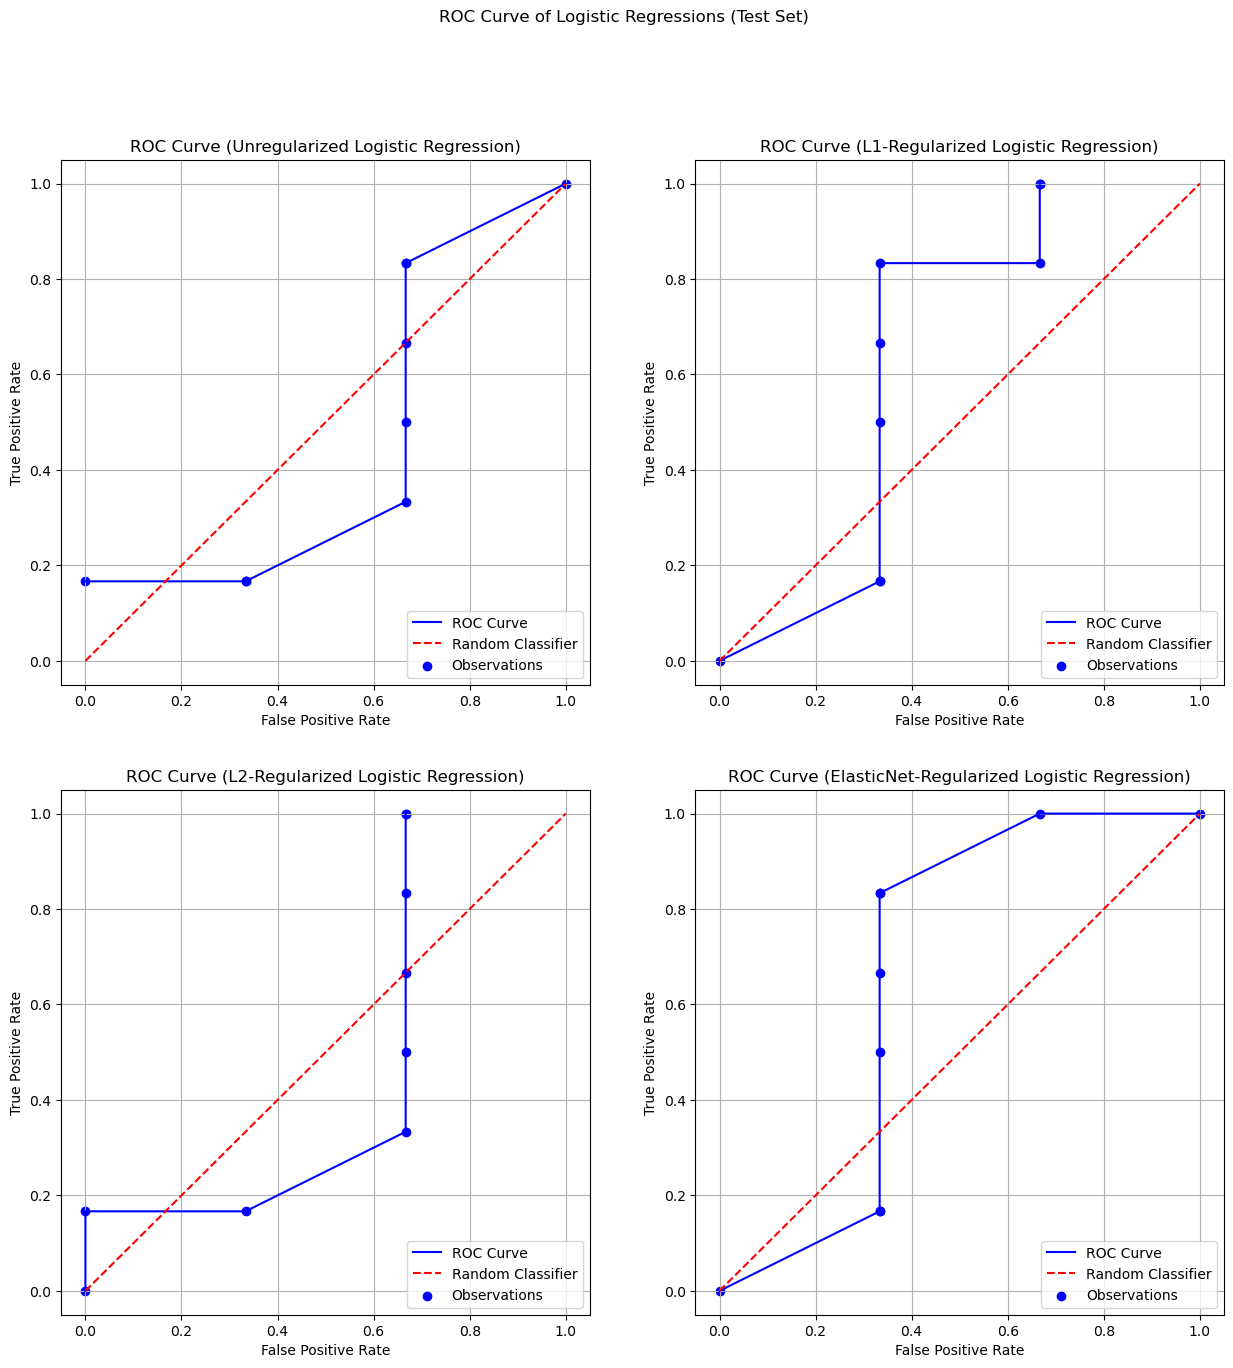 ROC Curve of Logistic Regressions (Test Set)
ROC Curve (Unregularized Logistic Regression)
1.0
0.8
0.6
0.4
0.2
0.0
True Positive Rate
ROC Curve
Random Classifier
Observations
0.0 0.2 0.4 0.6 0.8 1.0
False Positive Rate
ROC Curve (L1-Regularized Logistic Regression)
1.0
0.8
0.6
0.4
0.2
0.0
True Positive Rate
ROC Curve
Random Classifier
Observations
0.0 0.2 0.4 0.6 0.8 1.0
False Positive Rate
ROC Curve (L2-Regularized Logistic Regression)
1.0
0.8
0.6
0.4
0.2
0.0
True Positive Rate
ROC Curve
Random Classifier
Observations
0.0 0.2 0.4 0.6 0.8 1.0
False Positive Rate
ROC Curve (ElasticNet-Regularized Logistic Regression)
1.0
0.8
0.6
0.4
0.2
0.0
True Positive Rate
ROC Curve
Random Classifier
Observations
0.0 0.2 0.4 0.6 0.8 1.0
False Positive Rate